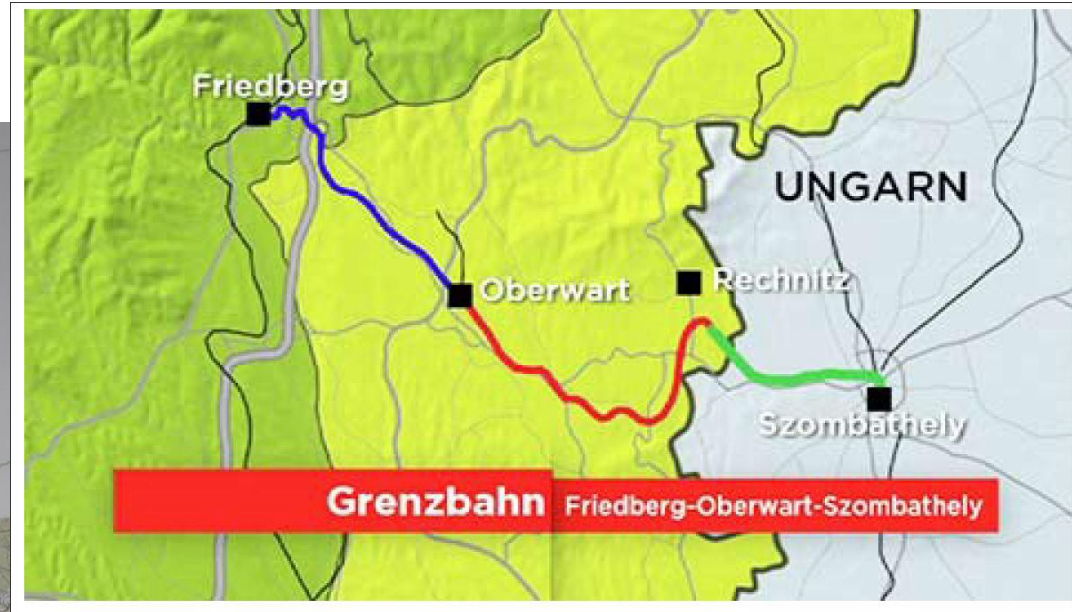 Friedberg
UNGARN
Rechnitz
Oberwart
Szombathely
Grenzbahn Friedberg-Oberwart-Szombathely